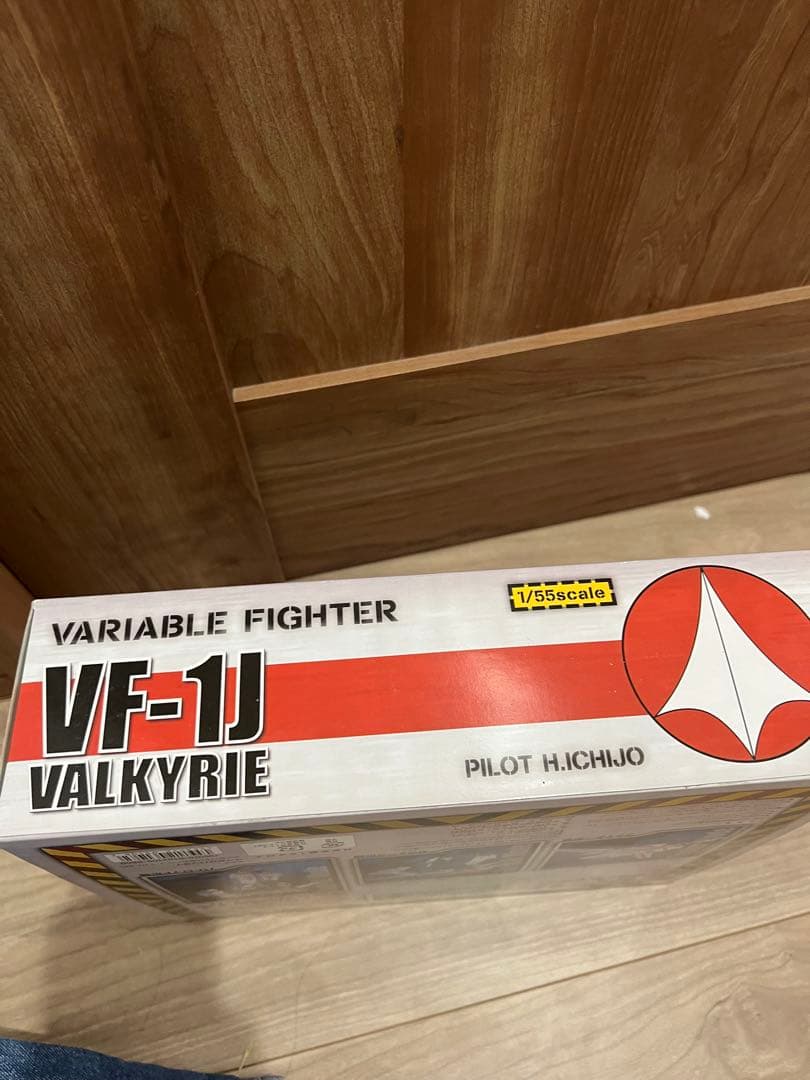 VARIABLE FIGHTER
1/55scale
VF-1J
VALKYRIE
PILOT H.ICHIJO